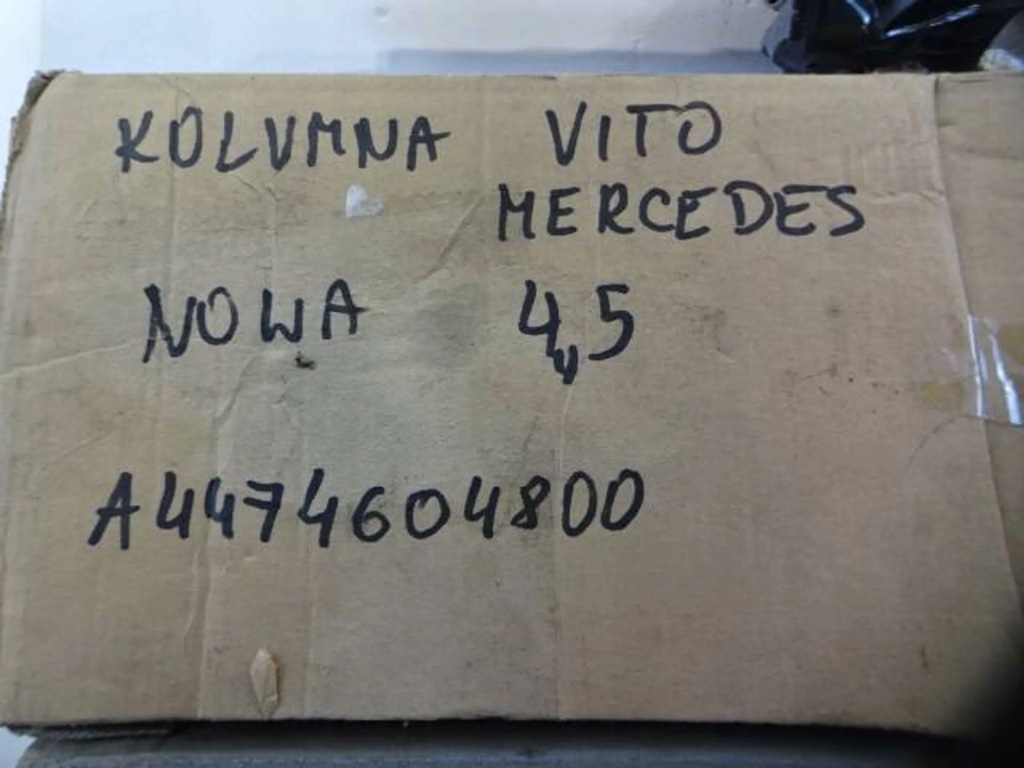 KOLUMNA VITO
MERCEDES
NOWA 4,5
A4474604800